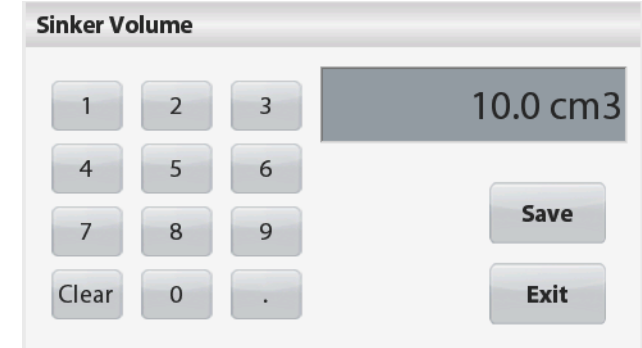 Sinker Volume
10.0 cm3
1 2 3
4 5 6
7 8 9
Clear 0 .
Save
Exit